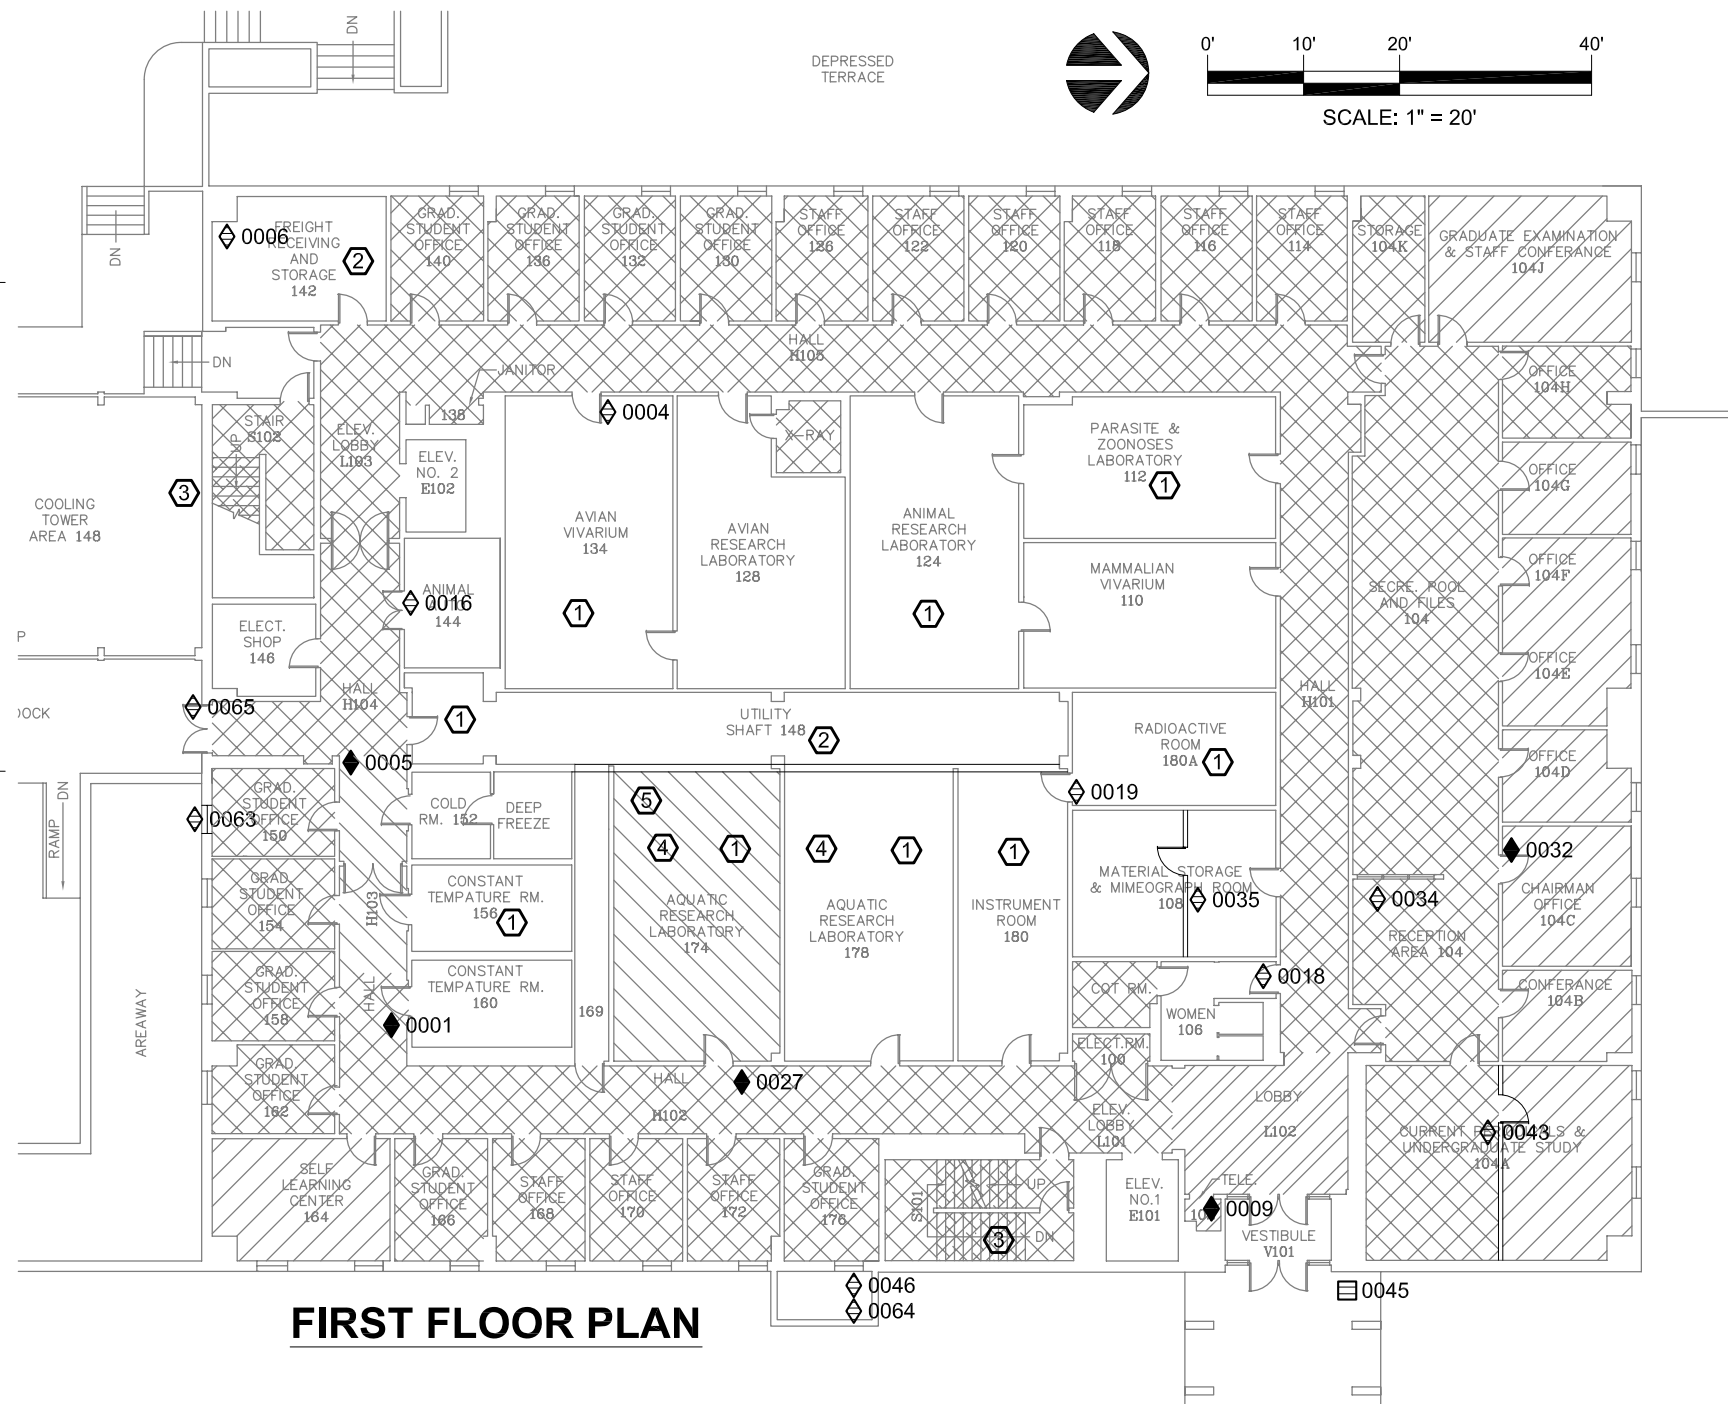 DN
DEPRESSED
TERRACE
0' 10' 20' 40'
SCALE: 1" = 20'
DN
0006
FREIGHT
RECEIVING
AND
STORAGE
142
2
GRAD.
STUDENT
OFFICE
140
GRAD.
STUDENT
OFFICE
136
GRAD.
STUDENT
OFFICE
132
GRAD.
STUDENT
OFFICE
130
STAFF
OFFICE
126
STAFF
OFFICE
122
STAFF
OFFICE
120
STAFF
OFFICE
118
STAFF
OFFICE
116
STAFF
OFFICE
114
STORAGE
104K
GRADUATE EXAMINATION
& STAFF CONFERANCE
104J
DN
HALL
H105
JANITOR
138
OFFICE
104H
STAIR
S102
UP
ELEV.
LOBBY
L103
ELEV.
NO. 2
E102
0004
X-RAY
PARASITE &
ZOONOSES
LABORATORY
112
1
OFFICE
104G
3
COOLING
TOWER
AREA 148
AVIAN
VIVARIUM
134
1
AVIAN
RESEARCH
LABORATORY
128
ANIMAL
RESEARCH
LABORATORY
124
1
MAMMALIAN
VIVARIUM
110
SECRE. POOL
AND FILES
104
OFFICE
104F
0016
ANIMAL
AUTO.
144
ELECT.
SHOP
146
P
OFFICE
104E
HALL
H104
HALL
H101
0065
DOCK
1
UTILITY
SHAFT 148
2
RADIOACTIVE
ROOM
180A
1
OFFICE
104D
0005
DN
RAMP
GRAD.
STUDENT
OFFICE
150
0063
COLD
RM. 152
DEEP
FREEZE
5
4
1
4
1
1
0019
0032
GRAD.
STUDENT
OFFICE
154
H103
CONSTANT
TEMPATURE RM.
156
1
AQUATIC
RESEARCH
LABORATORY
174
AQUATIC
RESEARCH
LABORATORY
178
INSTRUMENT
ROOM
180
MATERIAL STORAGE
& MIMEOGRAPH ROOM
108
0035
0034
CHAIRMAN
OFFICE
104C
RECEPTION
AREA 104
AREAWAY
GRAD.
STUDENT
OFFICE
158
HALL
CONSTANT
TEMPATURE RM.
160
169
COT RM.
0018
CONFERANCE
104B
0001
WOMEN
106
ELECT.RM.
100
GRAD.
STUDENT
OFFICE
162
HALL
H102
0027
ELEV.
LOBBY
L101
LOBBY
L102
0043
CURRENT PERIODICALS &
UNDERGRADUATE STUDY
104A
SELF
LEARNING
CENTER
164
GRAD.
STUDENT
OFFICE
166
STAFF
OFFICE
168
STAFF
OFFICE
170
STAFF
OFFICE
172
GRAD.
STUDENT
OFFICE
176
S101
UP
DN
3
ELEV.
NO.1
E101
TELE.
0009
VESTIBULE
V101
0046
0064
0045
FIRST FLOOR PLAN